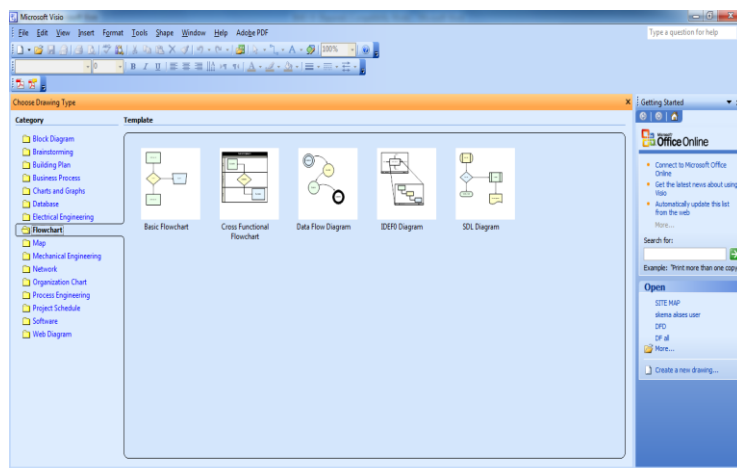 Microsoft Visio
File Edit View Insert Format Tools Shape Window Help Adobe PDF
Type a question for help
100%
0
B I U
Choose Drawing Type
Getting Started
Category
Template
Block Diagram
Brainstorming
Building Plan
Business Process
Charts and Graphs
Database
Electrical Engineering
Flowchart
Map
Mechanical Engineering
Network
Organization Chart
Process Engineering
Project Schedule
Software
Web Diagram
Basic Flowchart
Cross Functional
Flowchart
Data Flow Diagram
IDEF0 Diagram
SDL Diagram
Office Online
Connect to Microsoft Office
Online
Get the latest news about using
Visio
Automatically update this list
from the web
More...
Search for:
Example: "Print more than one copy
Open
SITE MAP
skema akses user
DFD
DF all
More...
Create a new drawing...